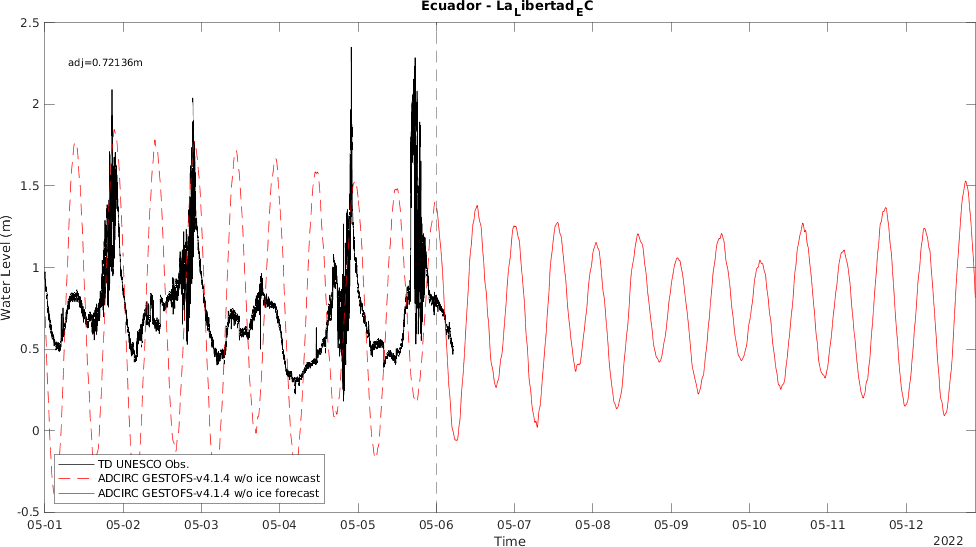 Ecuador - LaLibertadEC
adj=0.72136m
2.5
2
1.5
1
0.5
0
-0.5
Water Level (m)
TD UNESCO Obs.
ADCIRC GESTOFS-v4.1.4 w/o ice nowcast
ADCIRC GESTOFS-v4.1.4 w/o ice forecast
05-01 05-02 05-03 05-04 05-05 05-06 05-07 05-08 05-09 05-10 05-11 05-12
Time
2022